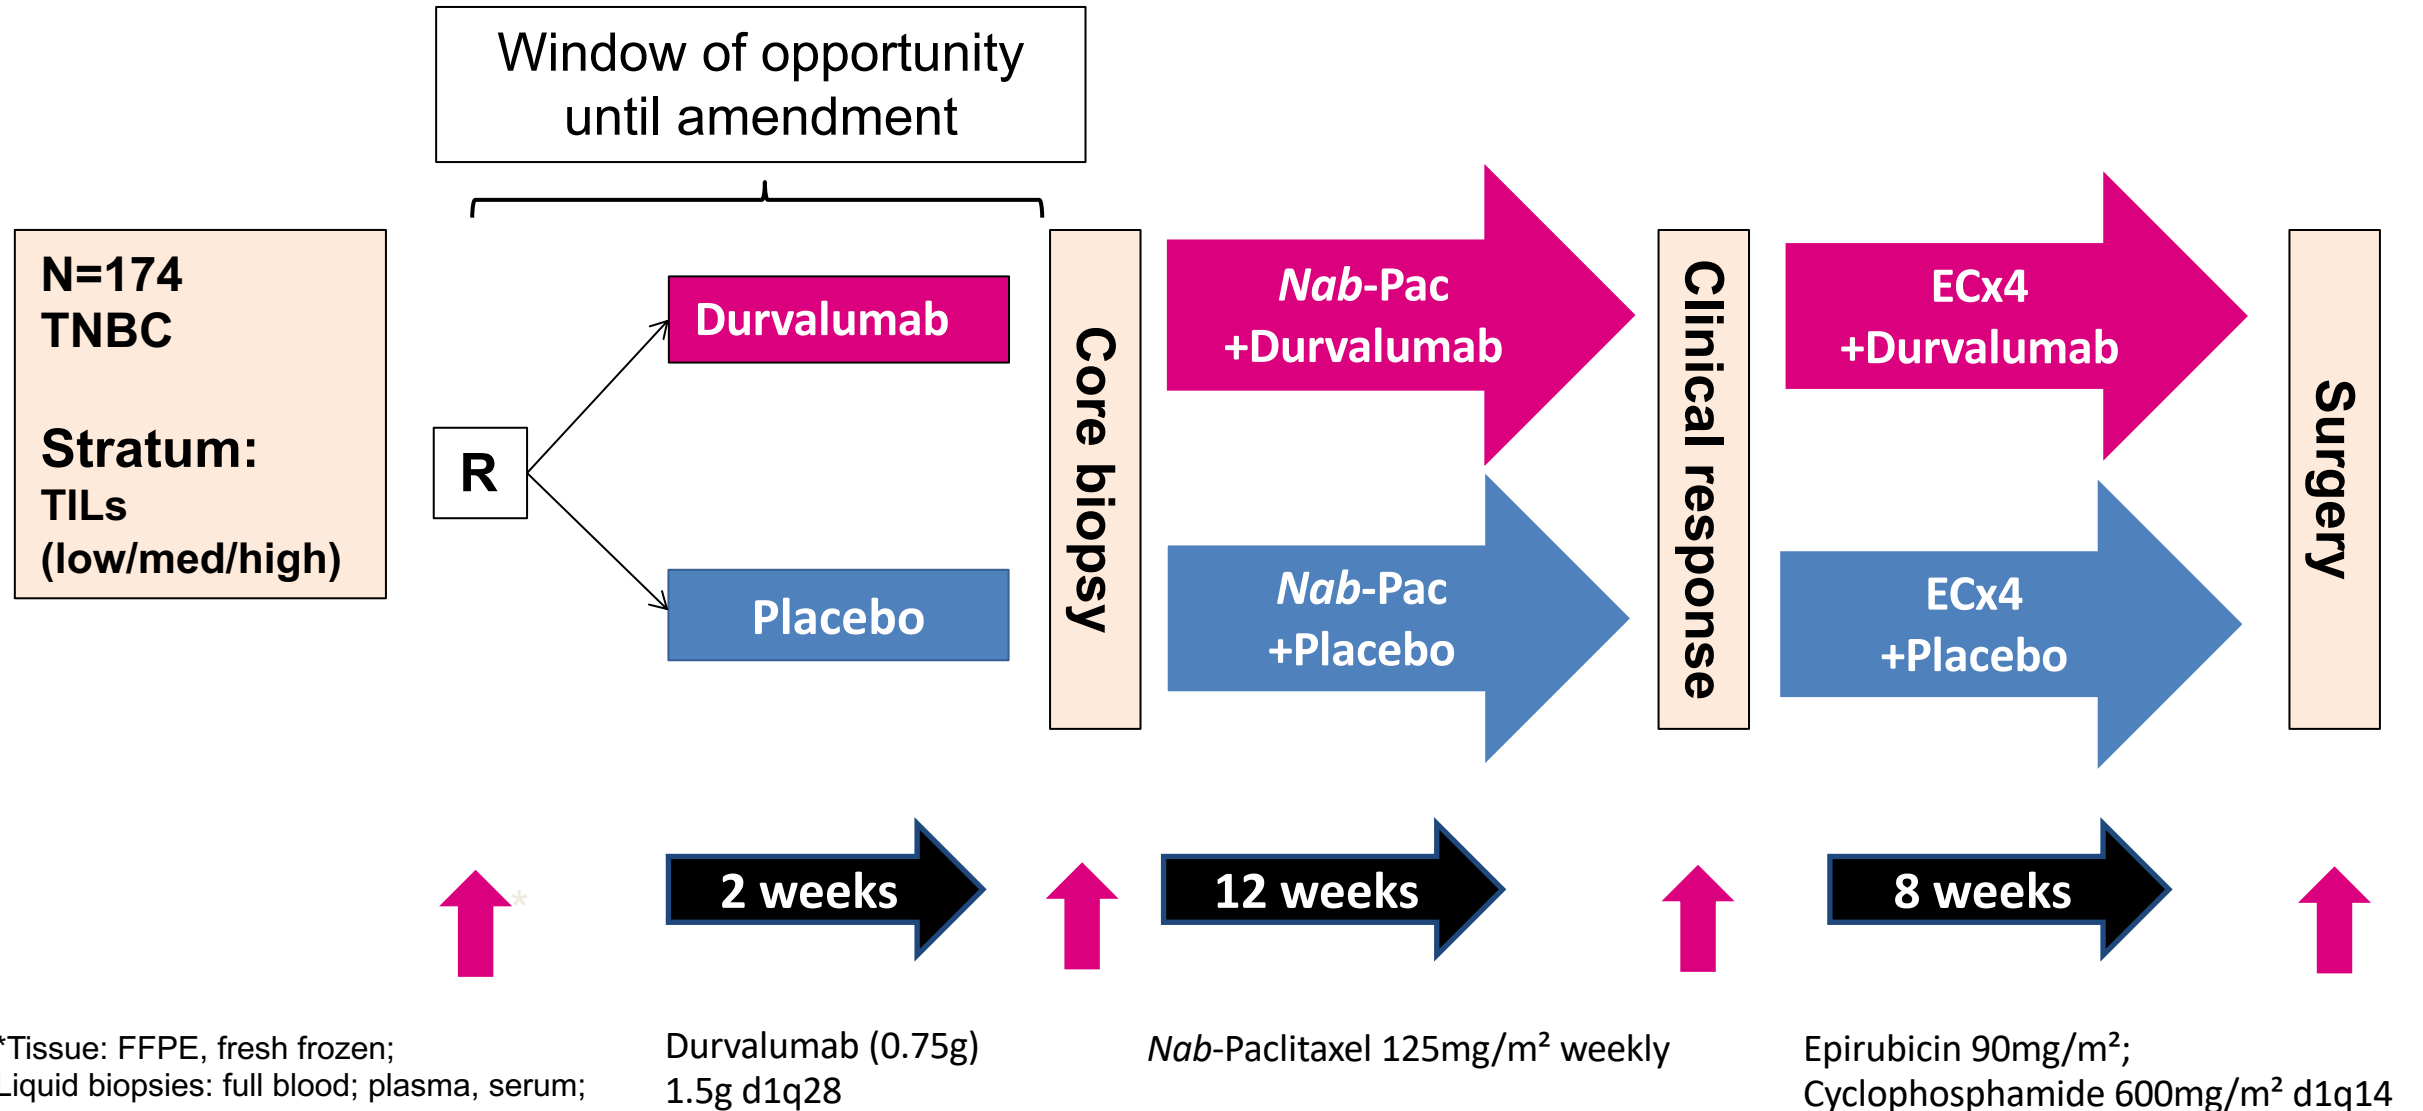 Window of opportunity
until amendment
N=174
TNBC
Stratum:
TILs
(low/med/high)
R
Durvalumab
Placebo
Core biopsy
Nab-Pac
+Durvalumab
Nab-Pac
+Placebo
Clinical response
ECx4
+Durvalumab
ECx4
+Placebo
Surgery
*
2 weeks
12 weeks
8 weeks
*Tissue: FFPE, fresh frozen;
Liquid biopsies: full blood; plasma, serum;
Durvalumab (0.75g)
1.5g d1q28
Nab-Paclitaxel 125mg/m² weekly
Epirubicin 90mg/m²;
Cyclophosphamide 600mg/m² d1q14